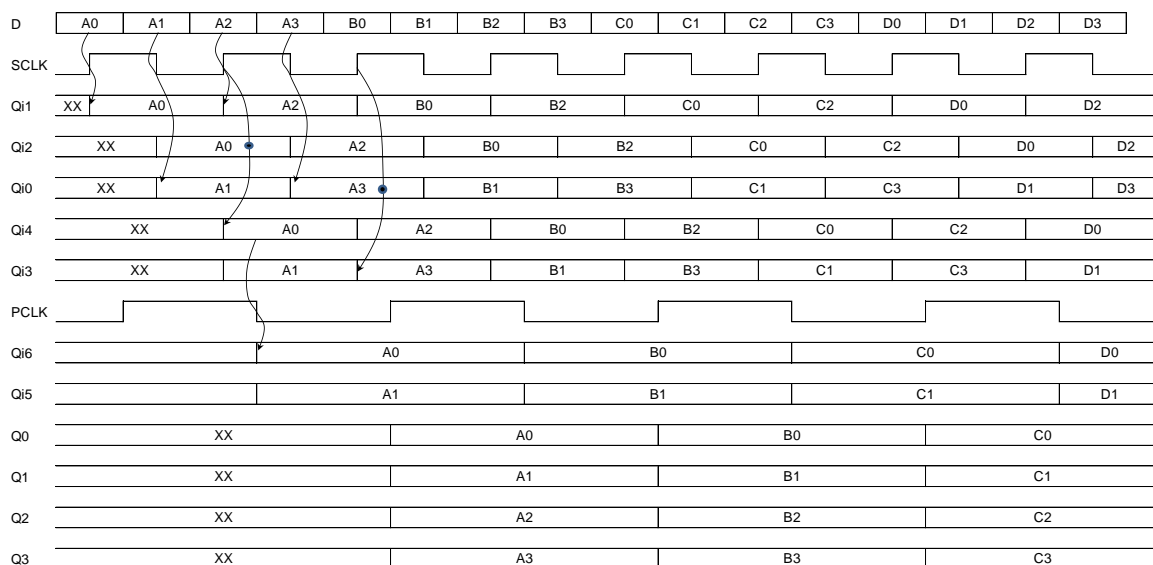 D A0 A1 A2 A3 B0 B1 B2 B3 C0 C1 C2 C3 D0 D1 D2 D3
SCLK
Qi1 XX A0 A2 B0 B2 C0 C2 D0 D2
Qi2 XX A0 A2 B0 B2 C0 C2 D0 D2
Qi0 XX A1 A3 B1 B3 C1 C3 D1 D3
Qi4 XX A0 A2 B0 B2 C0 C2 D0
Qi3 XX A1 A3 B1 B3 C1 C3 D1
PCLK
Qi6 A0 B0 C0 D0
Qi5 A1 B1 C1 D1
Q0 XX A0 B0 C0
Q1 XX A1 B1 C1
Q2 XX A2 B2 C2
Q3 XX A3 B3 C3